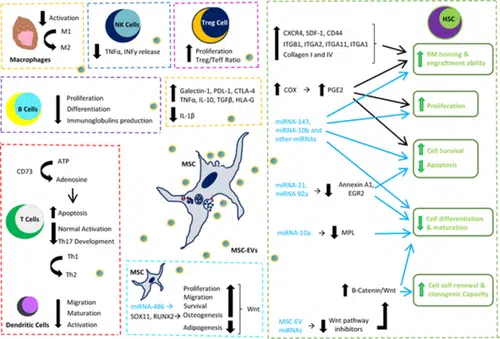 Activation
M1
M2
Macrophages
NK Cells
TNFα, INFγ release
Treg Cell
Proliferation
Treg/Teff Ratio
B Cells
Proliferation
Differentiation
Immunoglobulins production
Galectin-1, PDL-1, CTLA-4
TNFα, IL-10, TGFβ, HLA-G
IL-1β
CD73
ATP
Adenosine
T Cells
Apoptosis
Normal Activation
Th17 Development
Th1
Th2
Dendritic Cells
Migration
Maturation
Activation
MSC
MSC-EVs
MSC
miRNA-486
SOX11, RUNX2
Proliferation
Migration
Survival
Osteogenesis
Adipogenesis
Wnt
HSC
CXCR4, SDF-1, CD44
ITGB1, ITGA2, ITGA11, ITGA1
Collagen I and IV
BM homing &
engraftment ability
COX
PGE2
Proliferation
miRNA-143,
miRNA-10b and
other miRNAs
Cell Survival
Apoptosis
miRNA-21,
miRNA 92a
Annexin A1,
EGR2
Cell differentiation
& maturation
miRNA-10a
MPL
B-Catenin/Wnt
Cell self-renewal &
clonogenic Capacity
MSC-EV
miRNAs
Wnt pathway
inhibitors